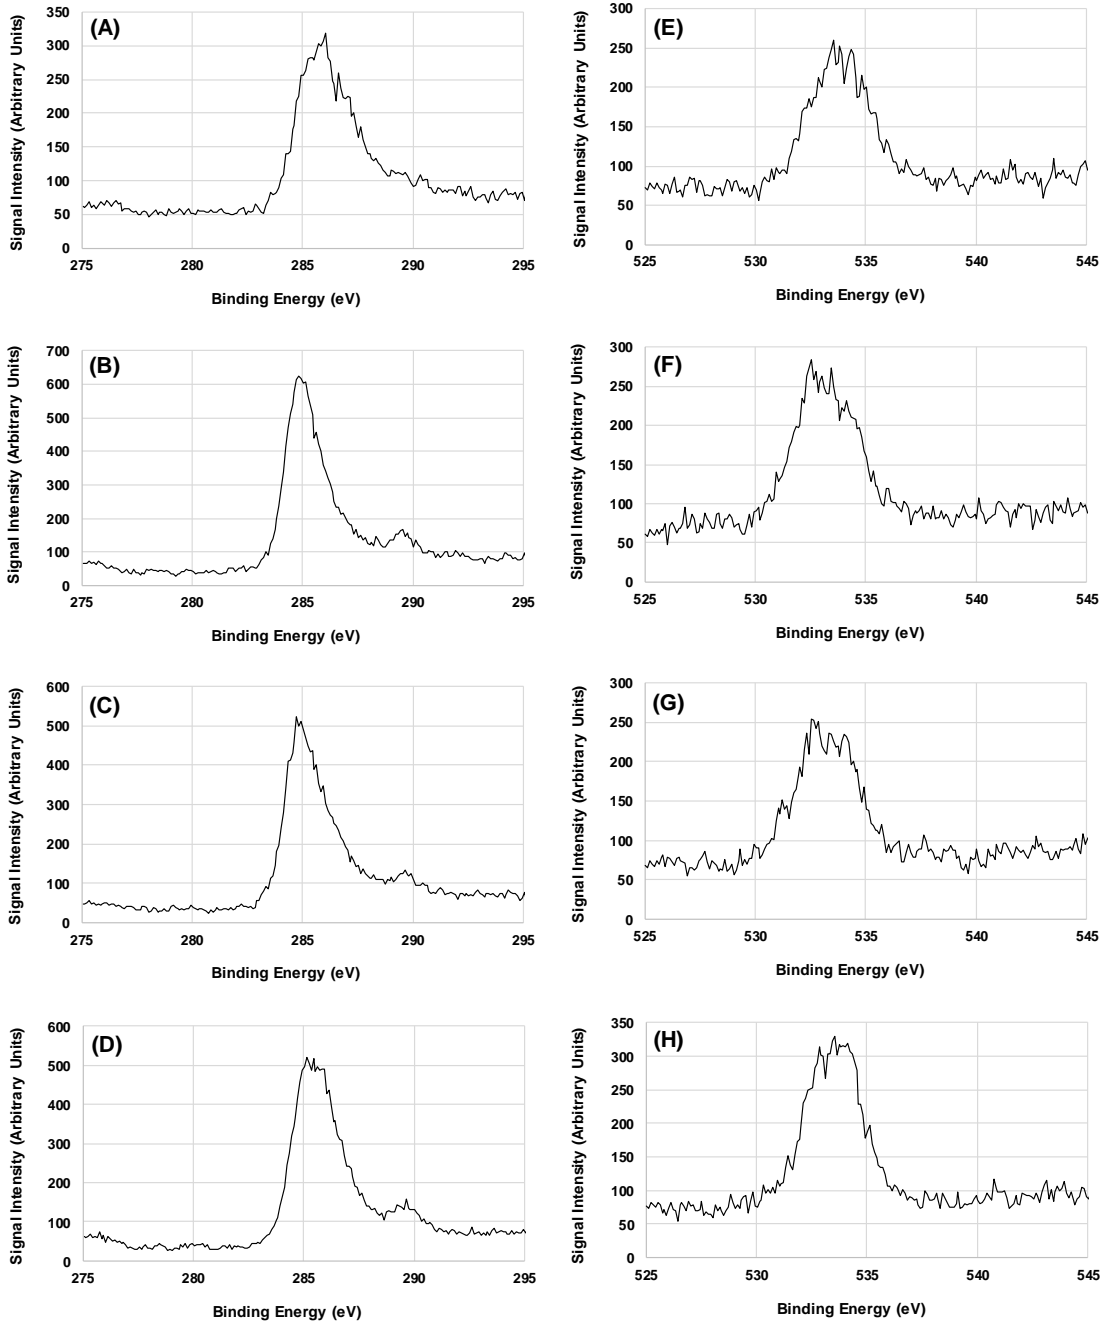 (A)
Signal Intensity (Arbitrary Units)
350
300
250
200
150
100
50
0
275 280 285 290 295
Binding Energy (eV)
(E)
Signal Intensity (Arbitrary Units)
300
250
200
150
100
50
0
525 530 535 540 545
Binding Energy (eV)
(B)
Signal Intensity (Arbitrary Units)
700
600
500
400
300
200
100
0
275 280 285 290 295
Binding Energy (eV)
(F)
Signal Intensity (Arbitrary Units)
300
250
200
150
100
50
0
525 530 535 540 545
Binding Energy (eV)
(C)
Signal Intensity (Arbitrary Units)
600
500
400
300
200
100
0
275 280 285 290 295
Binding Energy (eV)
(G)
Signal Intensity (Arbitrary Units)
300
250
200
150
100
50
0
525 530 535 540 545
Binding Energy (eV)
(D)
Signal Intensity (Arbitrary Units)
600
500
400
300
200
100
0
275 280 285 290 295
Binding Energy (eV)
(H)
Signal Intensity (Arbitrary Units)
350
300
250
200
150
100
50
0
525 530 535 540 545
Binding Energy (eV)